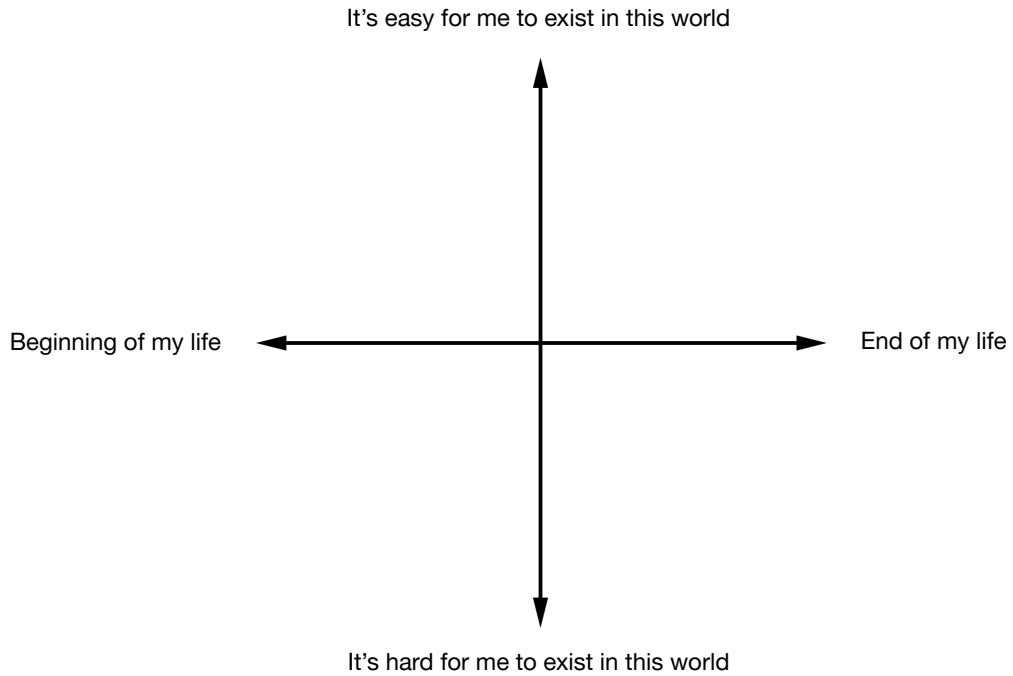 It’s easy for me to exist in this world
Beginning of my life
End of my life
It’s hard for me to exist in this world